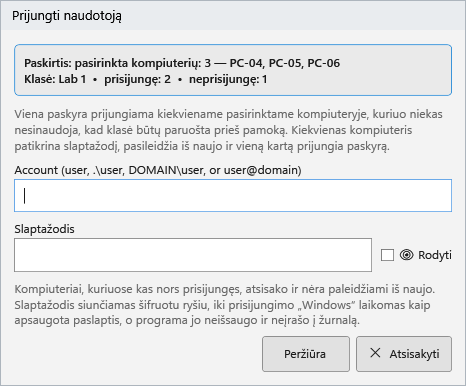 Prijungti naudotoją
Paskirtis: pasirinkta kompiuterių: 3 — PC-04, PC-05, PC-06
Klasė: Lab 1 • prisijungę: 2 • neprisijungę: 1
Viena paskyra prijungiama kiekviename pasirinktame kompiuteryje, kuriuo niekas
nesinaudoja, kad klasė būtų paruošta prieš pamoką. Kiekvienas kompiuteris
patikrina slaptažodį, pasileidžia iš naujo ir vieną kartą prijungia paskyrą.
Account (user, .\user, DOMAIN\user, or user@domain)
Slaptažodis
Rodyti
Kompiuteriai, kuriuose kas nors prisijungęs, atsisako ir nėra paleidžiami iš naujo.
Slaptažodis siunčiamas šifruotu ryšiu, iki prisijungimo „Windows“ laikomas kaip
apsaugota paslaptis, o programa jo neišsaugo ir neįrašo į žurnalą.
Peržiūra
Atsisakyti